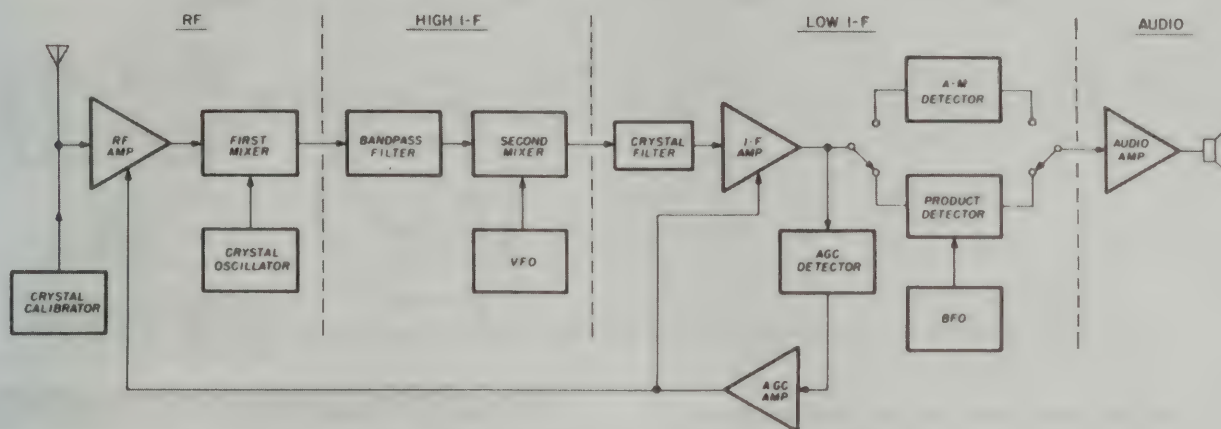 RF
HIGH I-F
LOW I-F
AUDIO
RF
AMP
FIRST
MIXER
BANDPASS
FILTER
SECOND
MIXER
CRYSTAL
FILTER
I-F
AMP
A-M
DETECTOR
AUDIO
AMP
CRYSTAL
CALIBRATOR
CRYSTAL
OSCILLATOR
VFO
AGC
DETECTOR
PRODUCT
DETECTOR
BFO
AGC
AMP